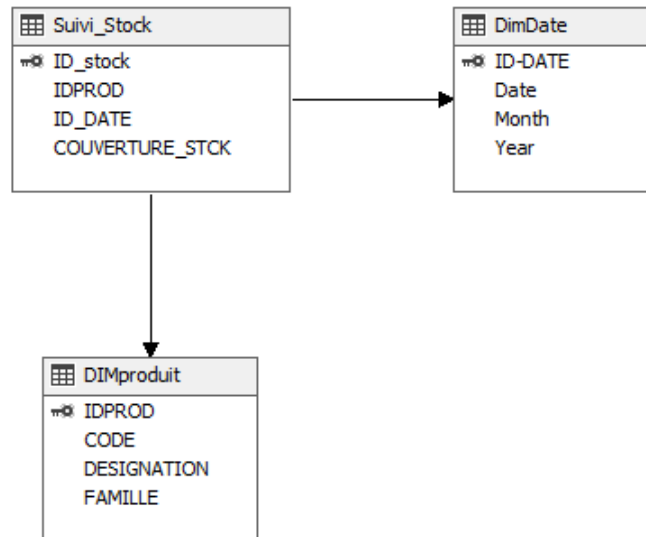 Suivi_Stock
ID_stock
IDPROD
ID_DATE
COUVERTURE_STCK
DimDate
ID-DATE
Date
Month
Year
DIMproduit
IDPROD
CODE
DESIGNATION
FAMILLE